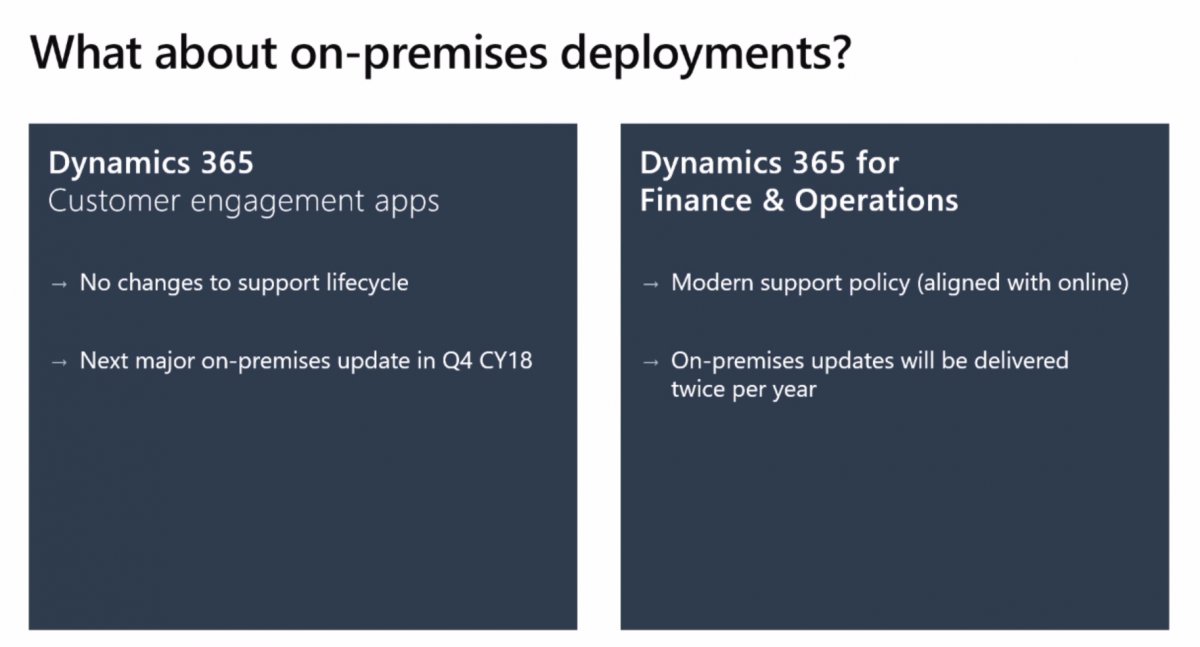 What about on-premises deployments?
Dynamics 365
Customer engagement apps
→ No changes to support lifecycle
→ Next major on-premises update in Q4 CY18
Dynamics 365 for
Finance & Operations
→ Modern support policy (aligned with online)
→ On-premises updates will be delivered
twice per year